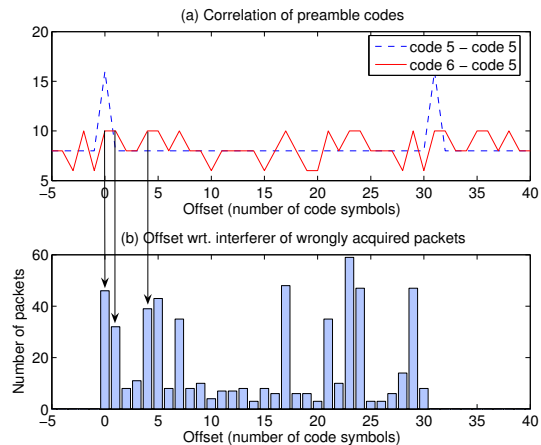 (a) Correlation of preamble codes
code 5 − code 5
code 6 − code 5
20
15
10
5
−5 0 5 10 15 20 25 30 35 40
Offset (number of code symbols)
(b) Offset wrt. interferer of wrongly acquired packets
Number of packets
60
40
20
0
−5 0 5 10 15 20 25 30 35 40
Offset (number of code symbols)